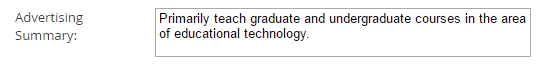 Advertising
Summary:
Primarily teach graduate and undergraduate courses in the area
of educational technology.